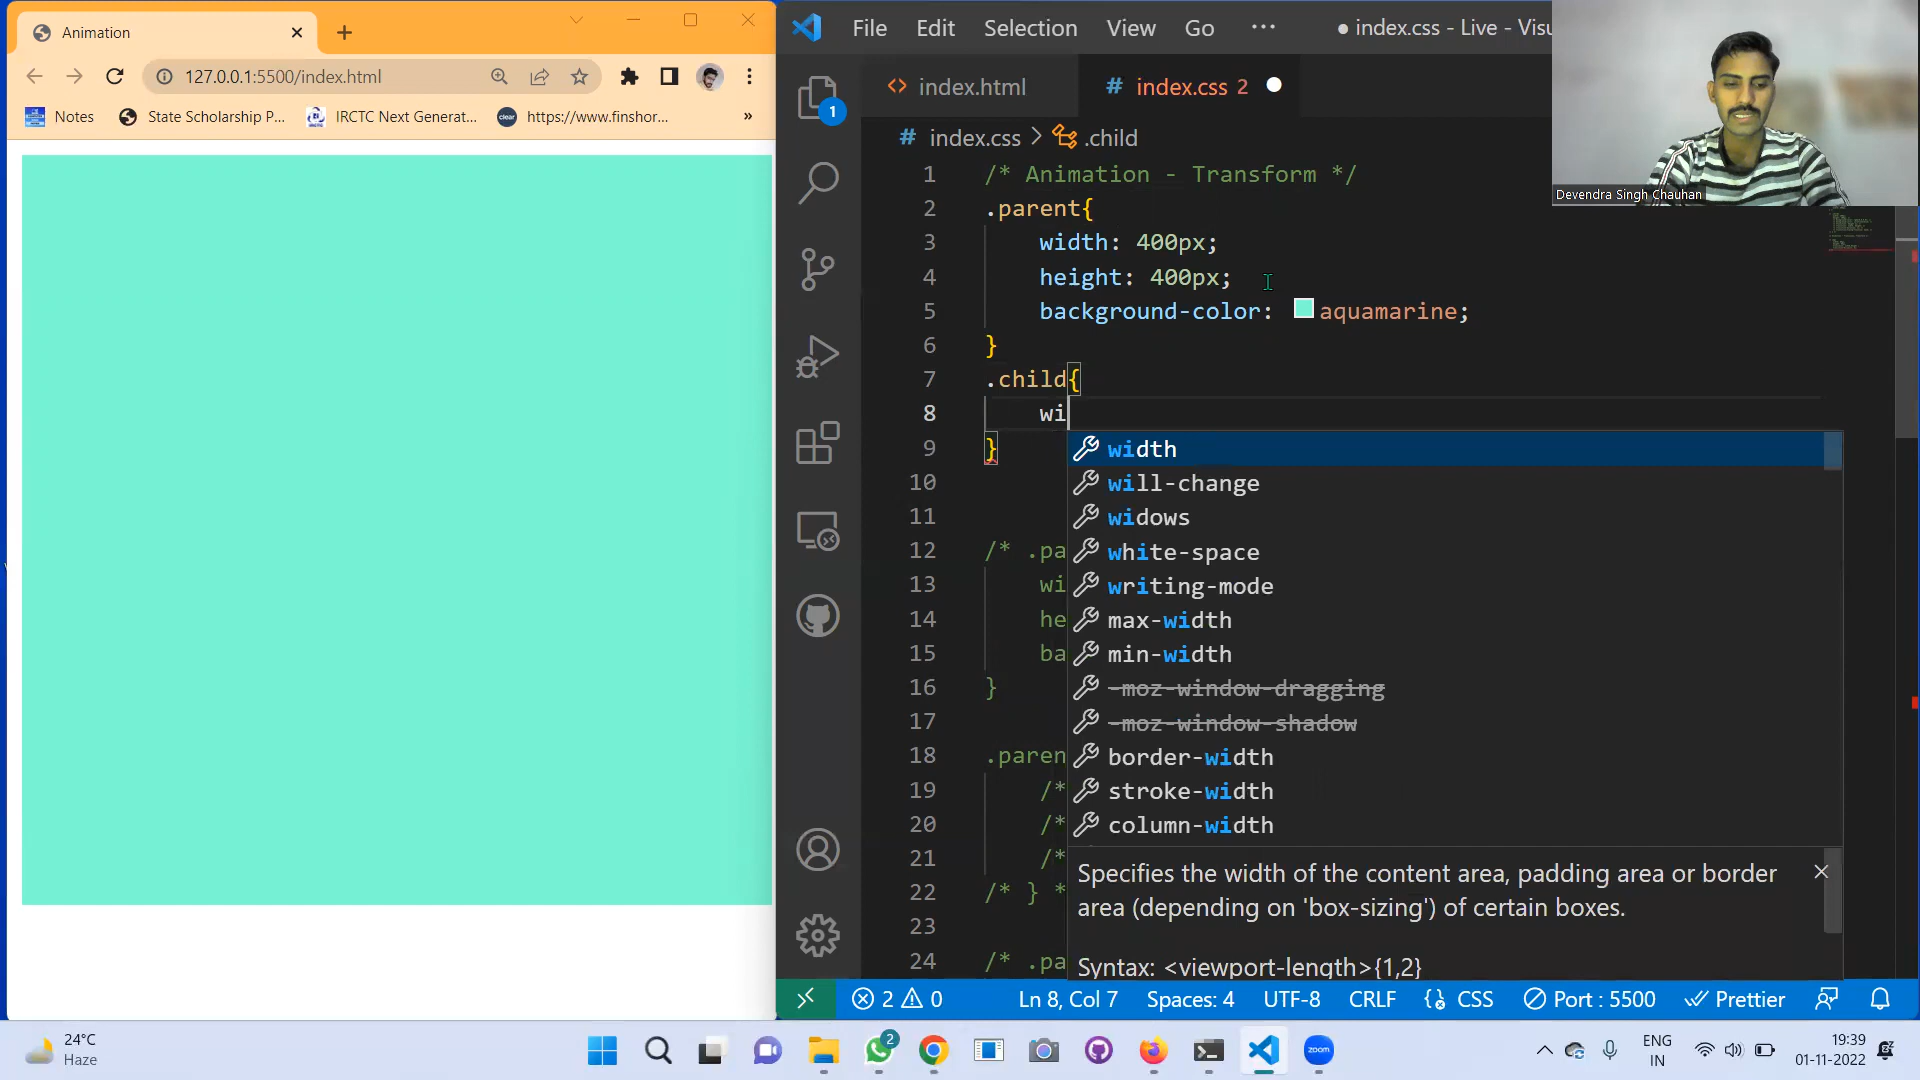 Animation
127.0.0.1:5500/index.html
Notes
State Scholarship P...
IRCTC Next Generat...
clear
https://www.finshor...
»
File Edit Selection View Go ···
● index.css - Live - Visu
Devendra Singh Chauhan
1
index.html
# index.css 2
# index.css > .child
1 /* Animation - Transform */
2 .parent{
3 width: 400px;
4 height: 400px;
5 background-color: aquamarine;
6 }
7 .child{
8 wi
9 }
10
11
12 /* .pa
13 wi
14 he
15 ba
16 }
17
18 .paren
19 /*
20 /*
21 /*
22 /* } *
23
24 /* .pa
width
will-change
widows
white-space
writing-mode
max-width
min-width
-moz-window-dragging
-moz-window-shadow
border-width
stroke-width
column-width
Specifies the width of the content area, padding area or border
area (depending on 'box-sizing') of certain boxes.
Syntax: <viewport-length>{1,2}
2 0 Ln 8, Col 7 Spaces: 4 UTF-8 CRLF CSS Port : 5500 Prettier
24°C
Haze
2
zoom
ENG
IN
19:39
01-11-2022